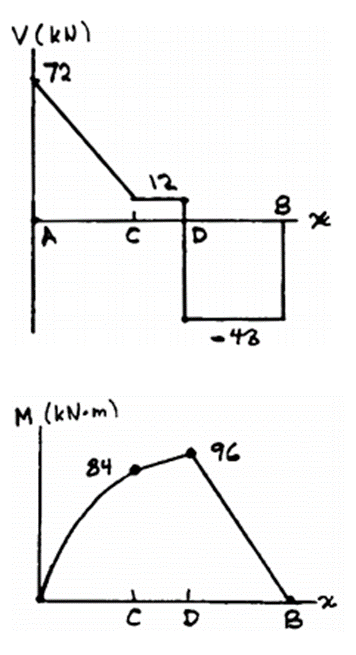 V (kN)
72
12
B
A C D x
-48
M (kN·m)
84 96
x
C D B